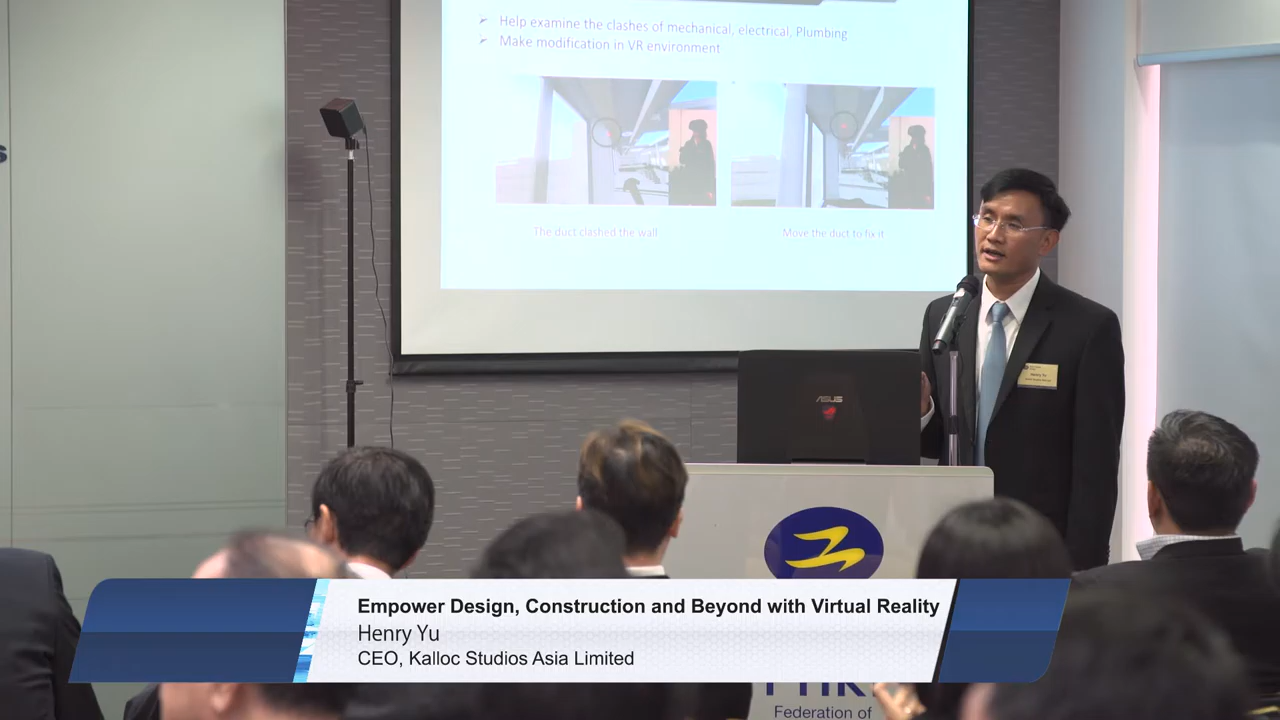 Help examine the clashes of mechanical, electrical, Plumbing
Make modification in VR environment
The duct clashed the wall
Move the duct to fix it
ASUS
Henry Yu
Empower Design, Construction and Beyond with Virtual Reality
Henry Yu
CEO, Kalloc Studios Asia Limited
Federation of